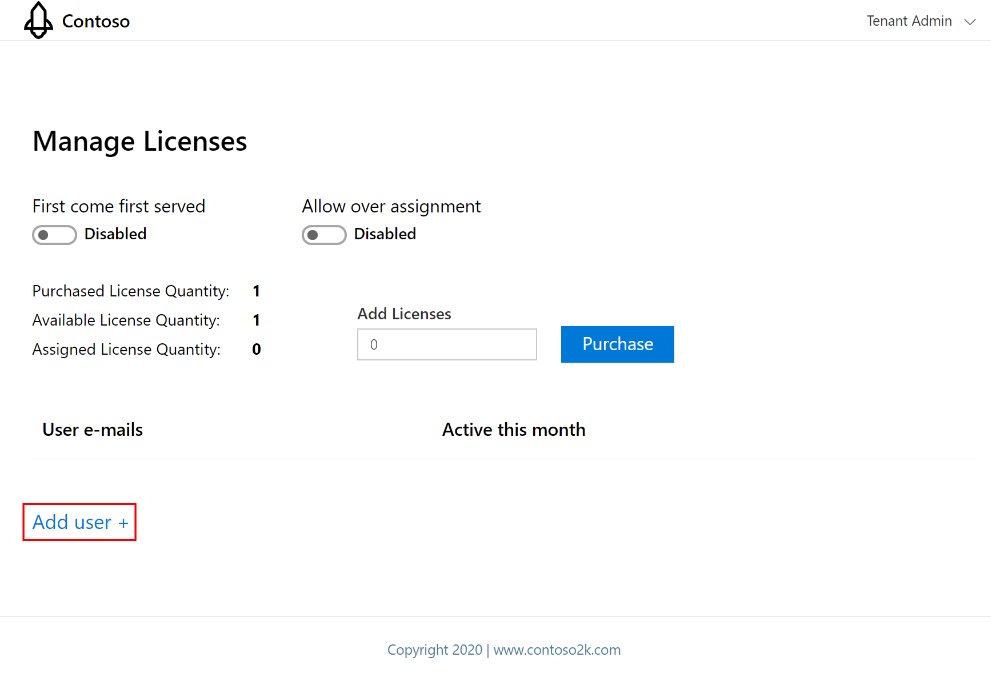 Contoso
Tenant Admin
Manage Licenses
First come first served
Allow over assignment
Disabled
Disabled
Purchased License Quantity: 1
Available License Quantity: 1
Assigned License Quantity: 0
Add Licenses
0
Purchase
User e-mails
Active this month
Add user +
Copyright 2020 | www.contoso2k.com